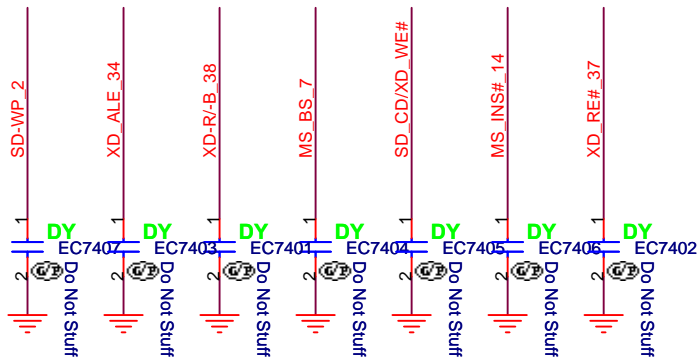 SD-WP_2
XD_ALE_34
XD-R/-B_38
MS_BS_7
SD_CD/XD_WE#
MS_INS#_14
XD_RE#_37
1 1 1 1 1 1 1
DY DY DY DY DY DY DY
EC7407 EC7403 EC7401 EC7404 EC7405 EC7406 EC7402
2 2 2 2 2 2 2
G/P G/P G/P G/P G/P G/P G/P
Do Not Stuff
Do Not Stuff
Do Not Stuff
Do Not Stuff
Do Not Stuff
Do Not Stuff
Do Not Stuff